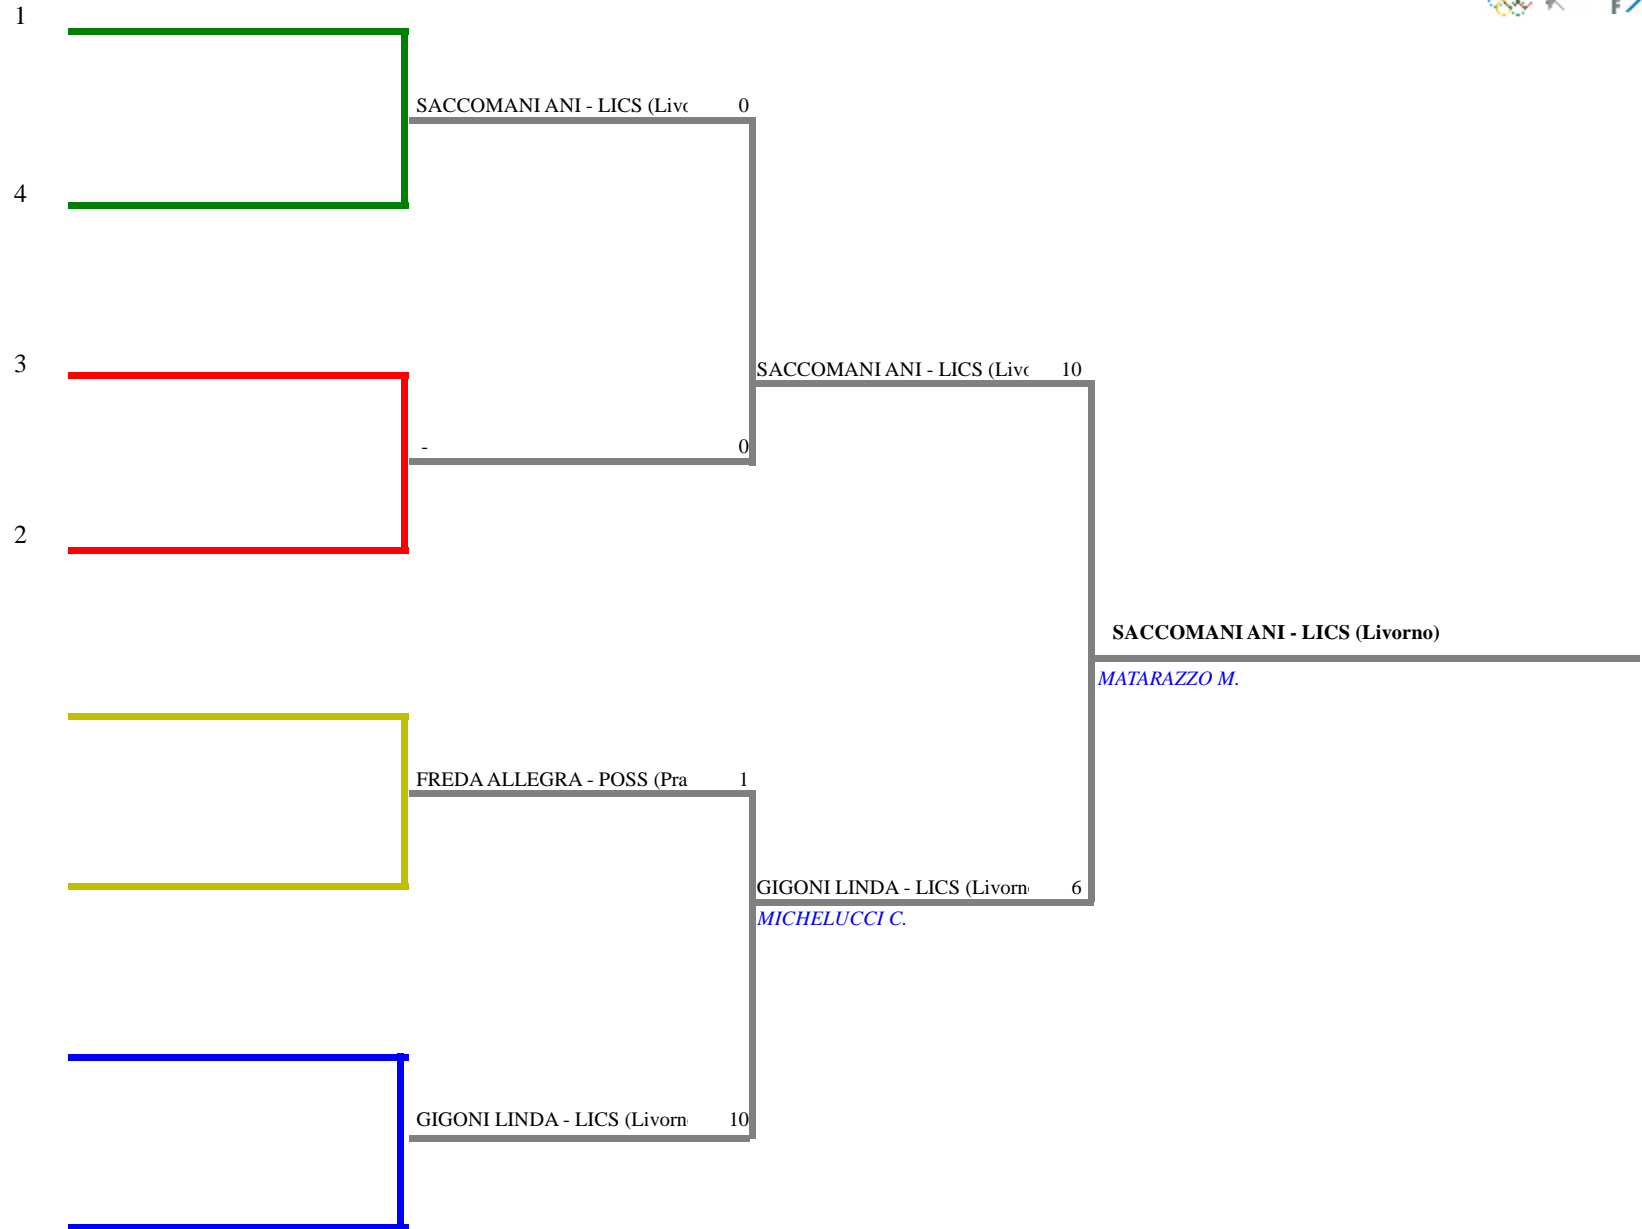 1
SACCOMANI ANI - LICS (Livo 0
4
3
SACCOMANI ANI - LICS (Livo 10
- 0
2
SACCOMANI ANI - LICS (Livorno)
MATARAZZO M.
FREDA ALLEGRA - POSS (Pra 1
GIGONI LINDA - LICS (Livorn 6
MICHELUCCI C.
GIGONI LINDA - LICS (Livorn 10